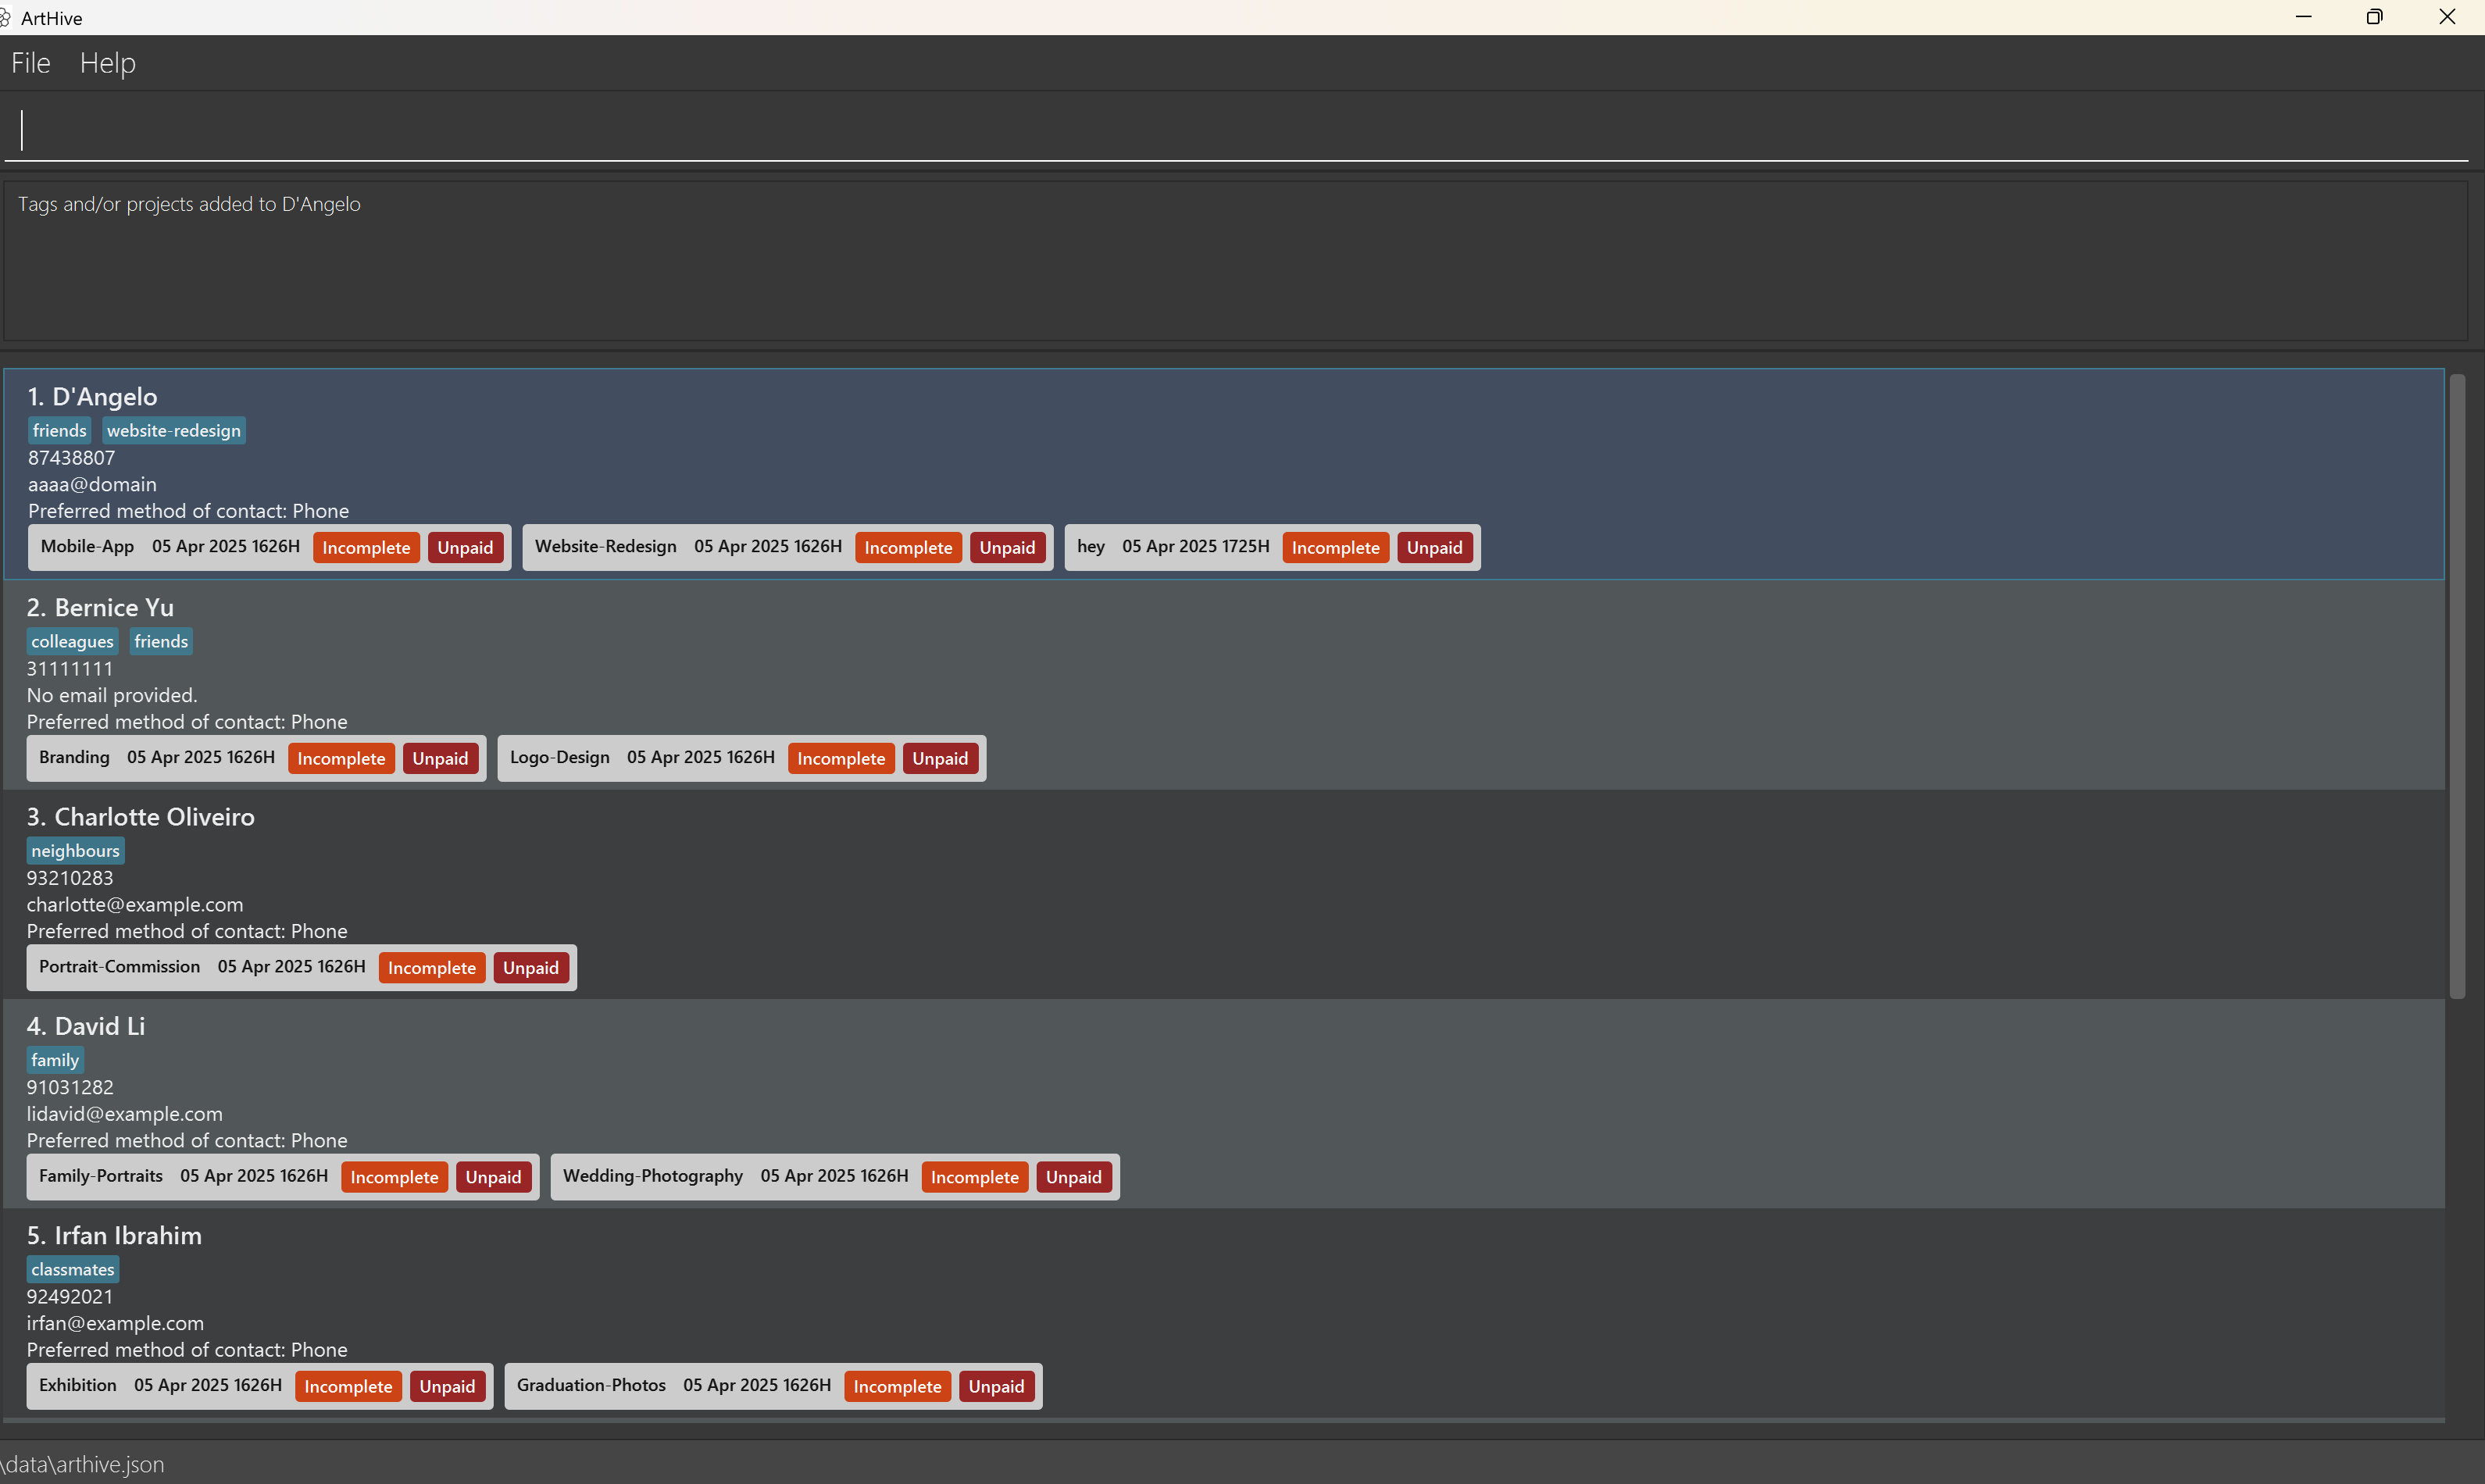 ArtHive
File Help
Tags and/or projects added to D'Angelo
1. D'Angelo
friends website-redesign
87438807
aaaa@domain
Preferred method of contact: Phone
Mobile-App 05 Apr 2025 1626H Incomplete Unpaid Website-Redesign 05 Apr 2025 1626H Incomplete Unpaid hey 05 Apr 2025 1725H Incomplete Unpaid
2. Bernice Yu
colleagues friends
31111111
No email provided.
Preferred method of contact: Phone
Branding 05 Apr 2025 1626H Incomplete Unpaid Logo-Design 05 Apr 2025 1626H Incomplete Unpaid
3. Charlotte Oliveiro
neighbours
93210283
charlotte@example.com
Preferred method of contact: Phone
Portrait-Commission 05 Apr 2025 1626H Incomplete Unpaid
4. David Li
family
91031282
lidavid@example.com
Preferred method of contact: Phone
Family-Portraits 05 Apr 2025 1626H Incomplete Unpaid Wedding-Photography 05 Apr 2025 1626H Incomplete Unpaid
5. Irfan Ibrahim
classmates
92492021
irfan@example.com
Preferred method of contact: Phone
Exhibition 05 Apr 2025 1626H Incomplete Unpaid Graduation-Photos 05 Apr 2025 1626H Incomplete Unpaid
\data\arthive.json